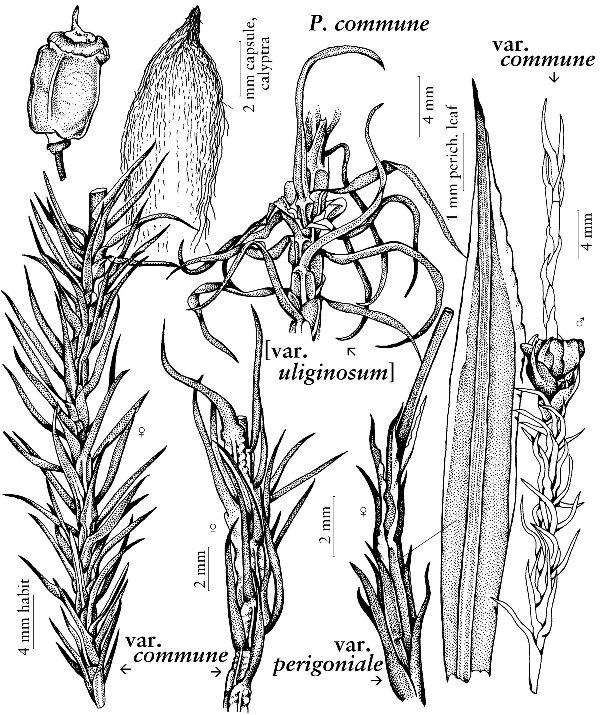 P. commune
var.
commune
2 mm capsule,
calyptra
4 mm
1 mm perich. leaf
4 mm
♂
[var.
uliginosum]
♀
♀
♀
2 mm
2 mm
4 mm habit
var.
commune
var.
perigoniale